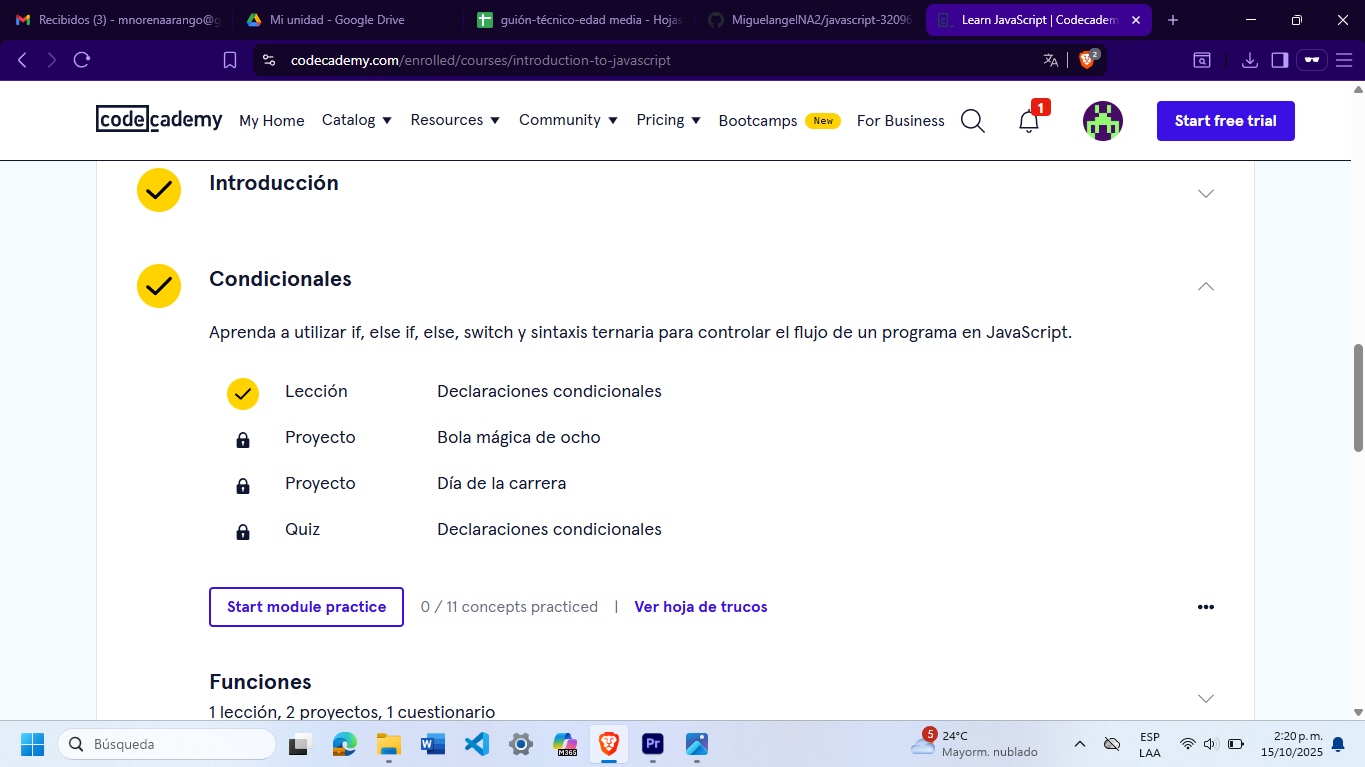 Recibidos (3) - mnorenaarango@g
Mi unidad - Google Drive
guión-técnico-edad media - Hojas
MiguelangelNA2/javascript-32096
Learn JavaScript | Codecadem
codecademy.com/enrolled/courses/introduction-to-javascript
2
codecademy
My Home
Catalog
Resources
Community
Pricing
Bootcamps
New
For Business
1
Start free trial
Introducción
Condicionales
Aprenda a utilizar if, else if, else, switch y sintaxis ternaria para controlar el flujo de un programa en JavaScript.
Lección Declaraciones condicionales
Proyecto Bola mágica de ocho
Proyecto Día de la carrera
Quiz Declaraciones condicionales
Start module practice 0 / 11 concepts practiced | Ver hoja de trucos
Funciones
1 lección, 2 proyectos, 1 cuestionario
Búsqueda
M365
Pr
5
24°C
Mayorm. nublado
ESP
LAA
2:20 p. m.
15/10/2025